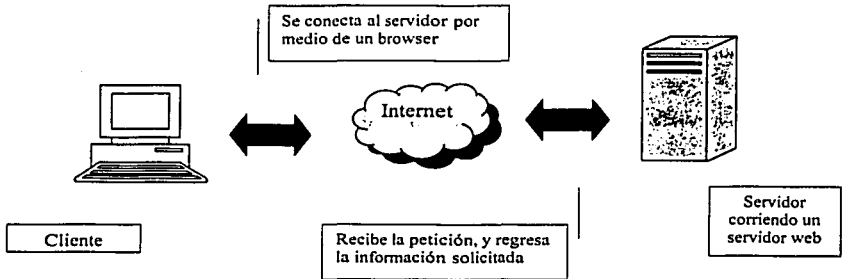 Se conecta al servidor por
medio de un browser
Internet
Cliente
Recibe la petición, y regresa
la información solicitada
Servidor
corriendo un
servidor web